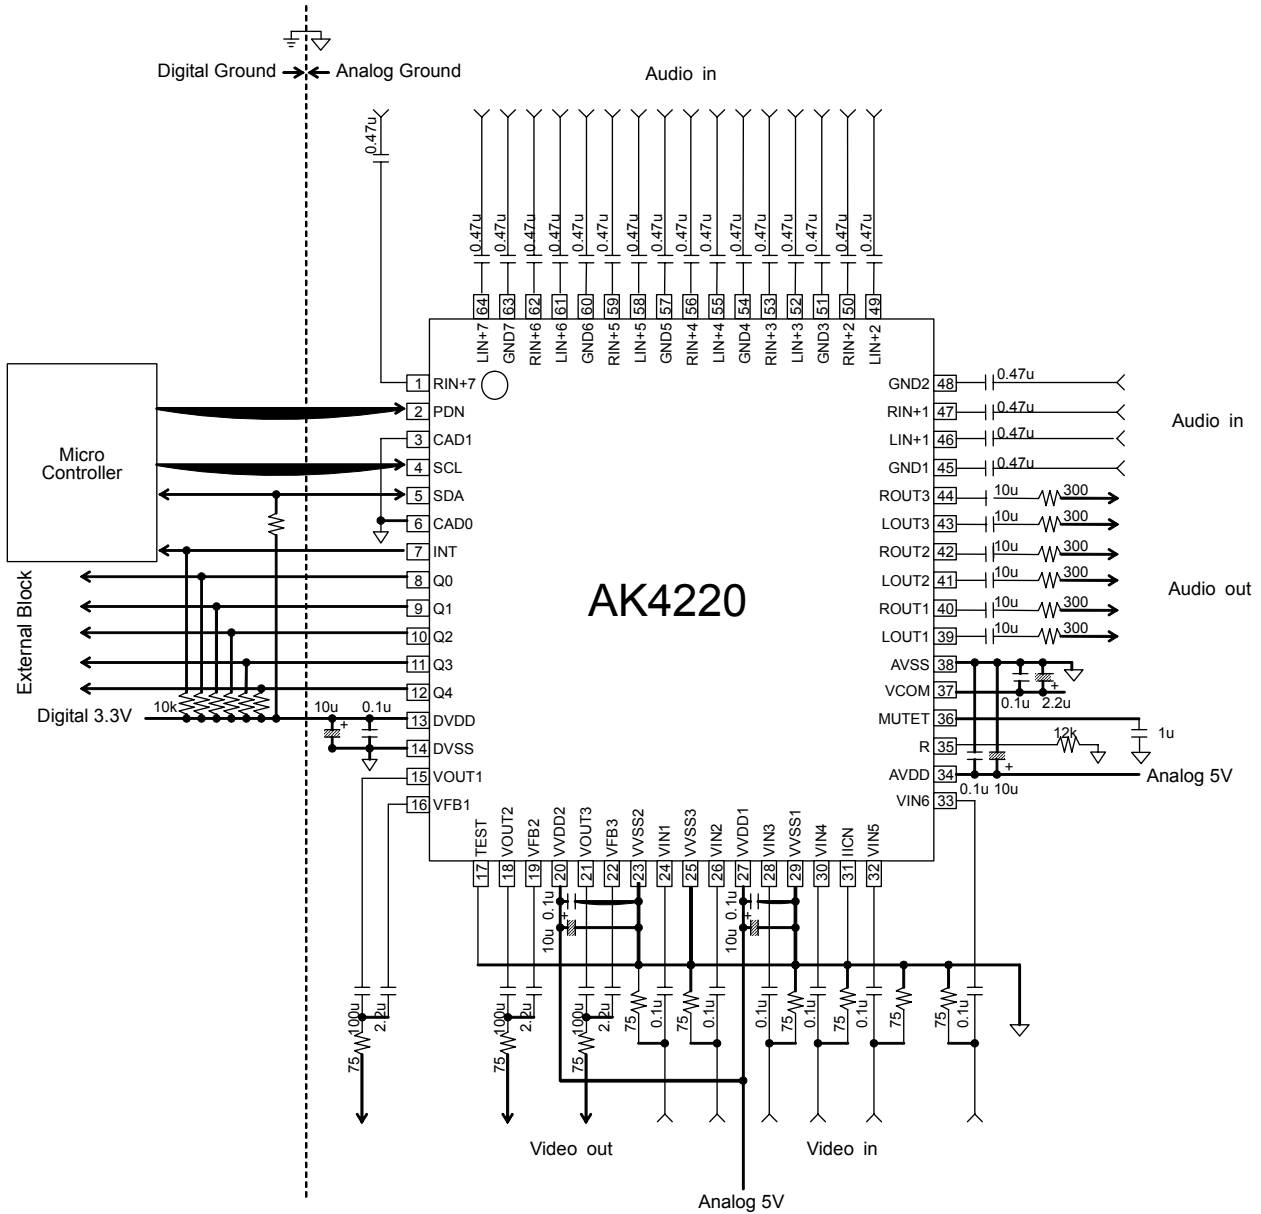 Digital Ground
Analog Ground
Audio in
0.47u
0.47u 0.47u 0.47u 0.47u 0.47u 0.47u 0.47u 0.47u 0.47u 0.47u 0.47u 0.47u 0.47u 0.47u 0.47u 0.47u
64 63 62 61 60 59 58 57 56 55 54 53 52 51 50 49
LIN+7 GND7 RIN+6 LIN+6 GND6 RIN+5 LIN+5 GND5 RIN+4 LIN+4 GND4 RIN+3 LIN+3 GND3 RIN+2 LIN+2
1 RIN+7
2 PDN
3 CAD1
4 SCL
5 SDA
6 CAD0
7 INT
8 Q0
9 Q1
10 Q2
11 Q3
12 Q4
13 DVDD
14 DVSS
15 VOUT1
16 VFB1
Micro
Controller
External Block
Digital 3.3V
10k
10u
+
0.1u
AK4220
GND2 48 0.47u
RIN+1 47 0.47u
LIN+1 46 0.47u
GND1 45 0.47u
Audio in
ROUT3 44 10u 300
LOUT3 43 10u 300
ROUT2 42 10u 300
LOUT2 41 10u 300
ROUT1 40 10u 300
LOUT1 39 10u 300
Audio out
AVSS 38
VCOM 37
0.1u
+
2.2u
MUTET 36
1u
R 35
12k
AVDD 34
0.1u
+
10u
Analog 5V
VIN6 33
TEST VOUT2 VFB2 VVDD2 VOUT3 VFB3 VVSS2 VIN1 VVSS3 VIN2 VVDD1 VIN3 VVSS1 VIN4 IICN VIN5
17 18 19 20 21 22 23 24 25 26 27 28 29 30 31 32
0.1u
+
10u
0.1u
+
10u
100u 2.2u 100u 2.2u 100u 2.2u
75 75 75
75 0.1u 75 0.1u 0.1u 75 0.1u 75 0.1u 75 75 0.1u
Video out
Video in
Analog 5V